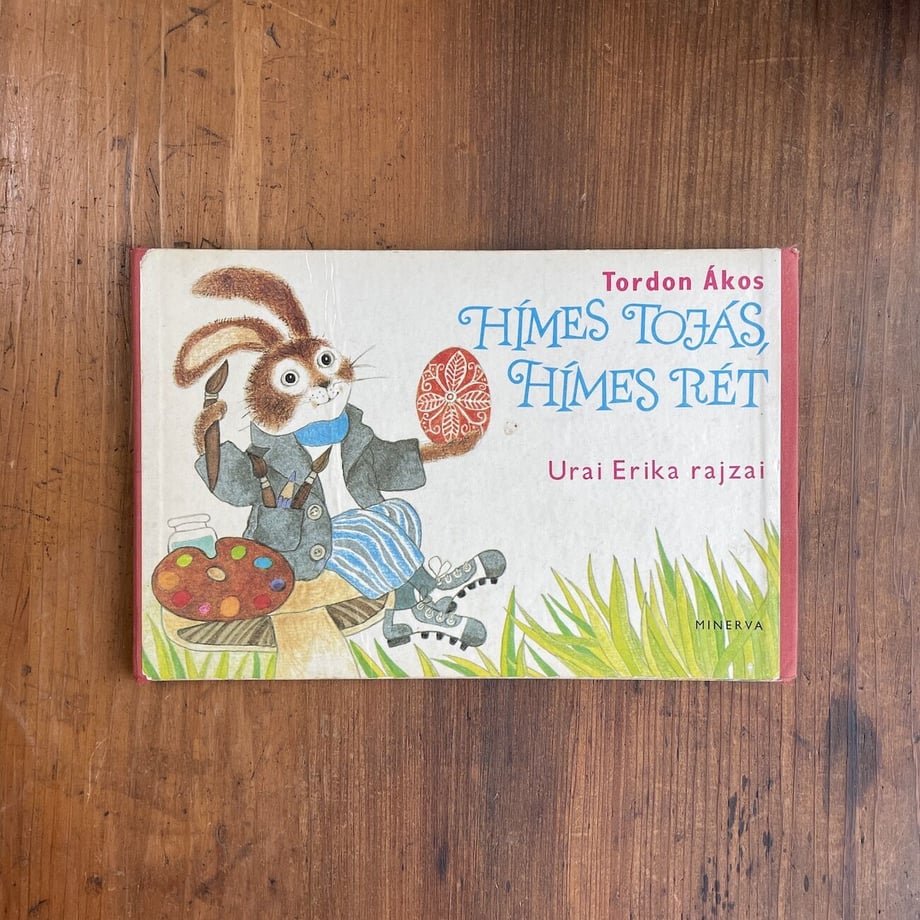 Tordon Ákos
HÍMES TOJÁS,
HÍMES RÉT
Urai Erika rajzai
MINERVA